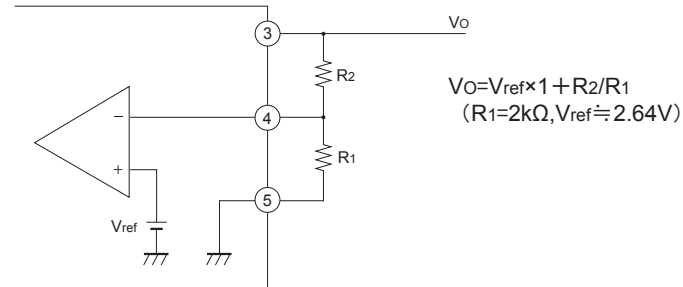 3
VO
R2
VO=Vref×1+R2/R1
(R1=2kΩ,Vref≒2.64V)
−
4
+
R1
5
Vref